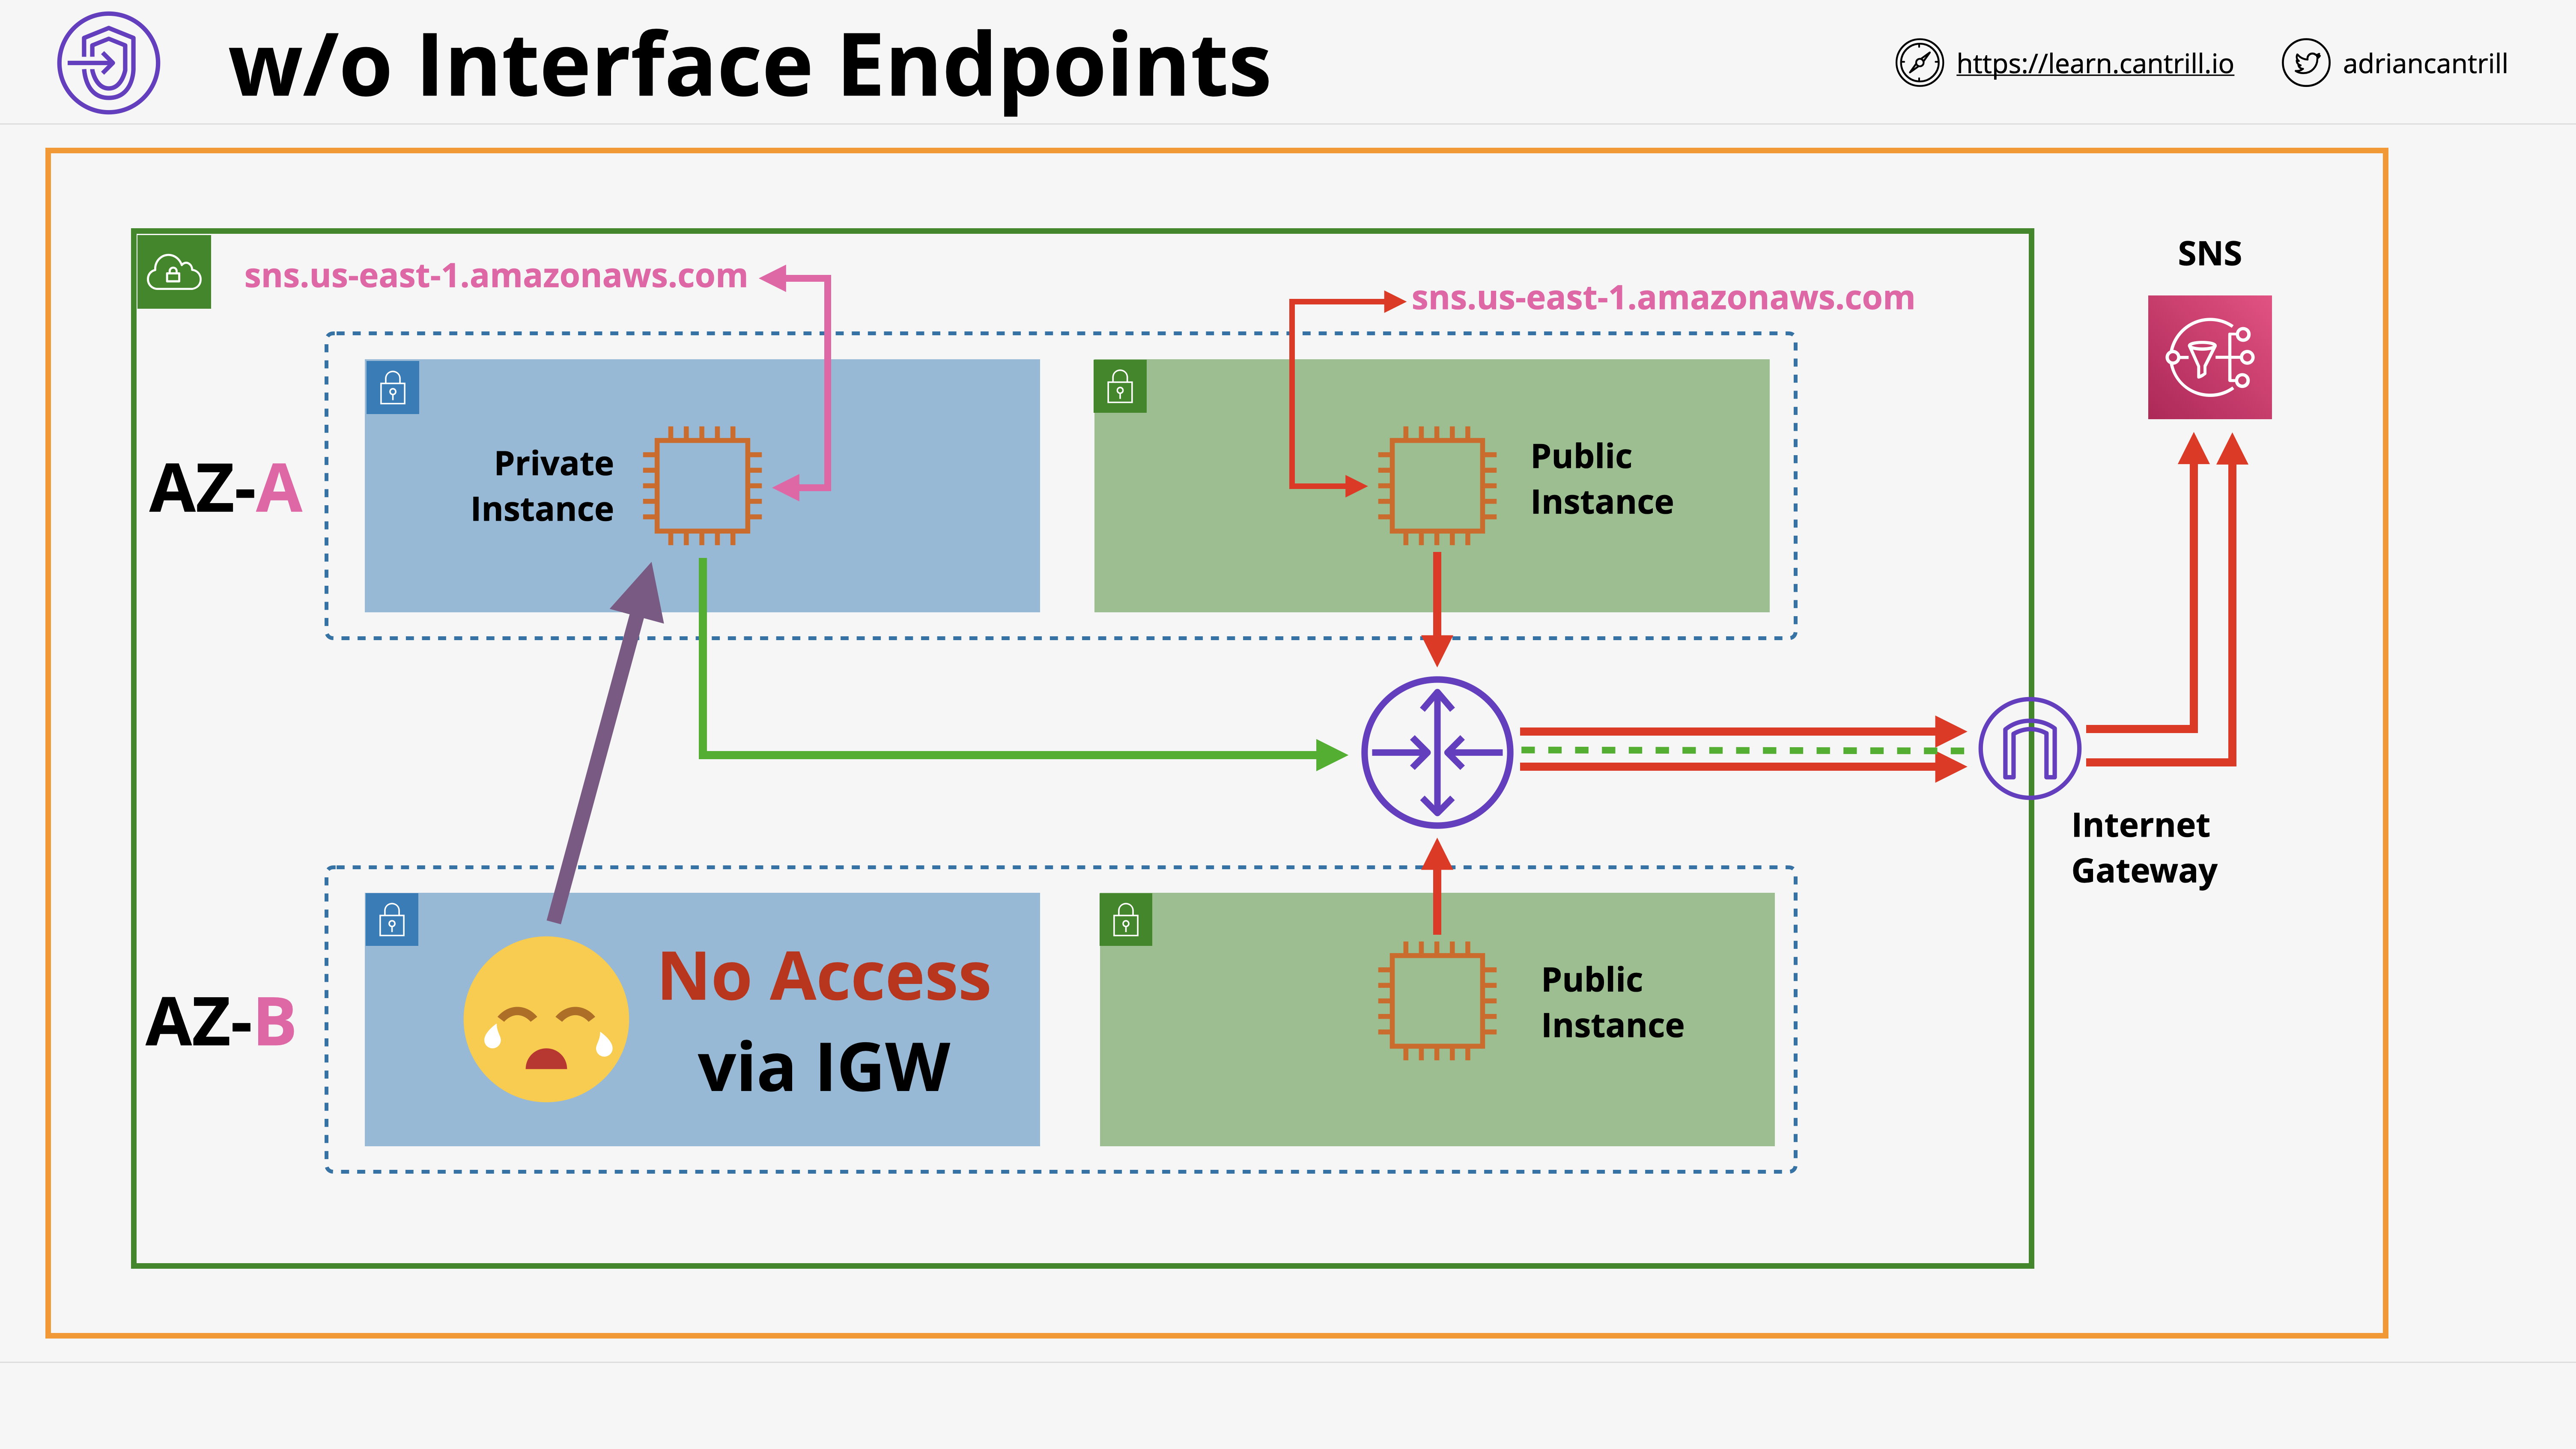 w/o Interface Endpoints
https://learn.cantrill.io
adriancantrill
sns.us-east-1.amazonaws.com
sns.us-east-1.amazonaws.com
SNS
AZ-A
Private
Instance
Public
Instance
Internet
Gateway
AZ-B
No Access
via IGW
Public
Instance